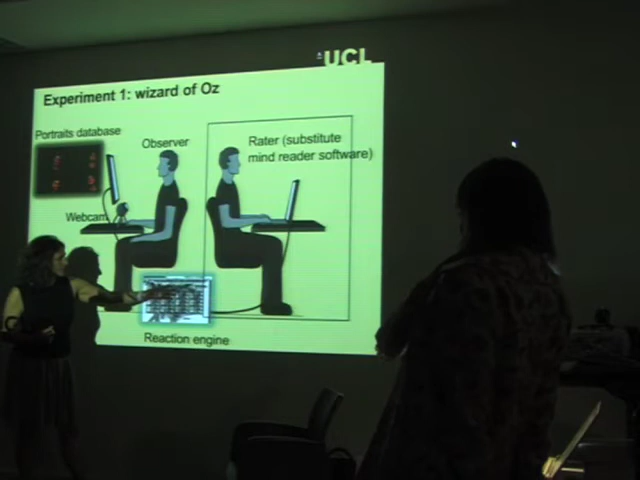 UCL
Experiment 1: wizard of Oz
Portraits database
Observer
Rater (substitute
mind reader software)
Webcam
Reaction engine